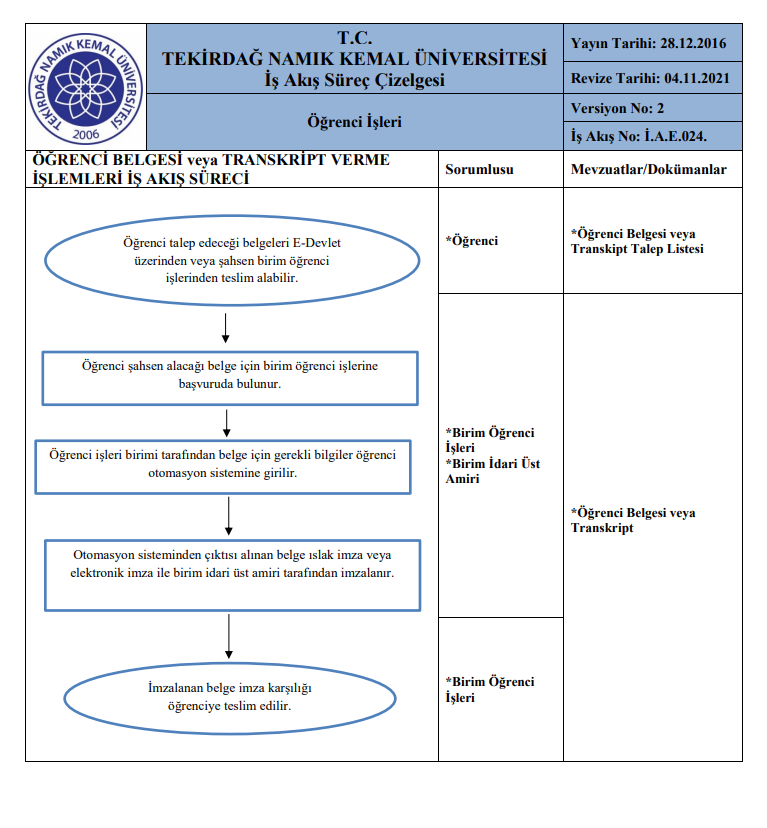 TEKİRDAĞ NAMIK KEMAL ÜNİVERSİTESİ
2006
T.C.
TEKİRDAĞ NAMIK KEMAL ÜNİVERSİTESİ
İş Akış Süreç Çizelgesi
Öğrenci İşleri
Yayın Tarihi: 28.12.2016
Revize Tarihi: 04.11.2021
Versiyon No: 2
İş Akış No: İ.A.E.024.
ÖĞRENCİ BELGESİ veya TRANSKRİPT VERME
İŞLEMLERİ İŞ AKIŞ SÜRECİ
Sorumlusu
Mevzuatlar/Dokümanlar
Öğrenci talep edeceği belgeleri E-Devlet
üzerinden veya şahsen birim öğrenci
işlerinden teslim alabilir.
*Öğrenci
*Öğrenci Belgesi veya
Transkipt Talep Listesi
Öğrenci şahsen alacağı belge için birim öğrenci işlerine
başvuruda bulunur.
Öğrenci işleri birimi tarafından belge için gerekli bilgiler öğrenci
otomasyon sistemine girilir.
Otomasyon sisteminden çıktısı alınan belge ıslak imza veya
elektronik imza ile birim idari üst amiri tarafından imzalanır.
*Birim Öğrenci
İşleri
*Birim İdari Üst
Amiri
*Öğrenci Belgesi veya
Transkript
İmzalanan belge imza karşılığı
öğrenciye teslim edilir.
*Birim Öğrenci
İşleri